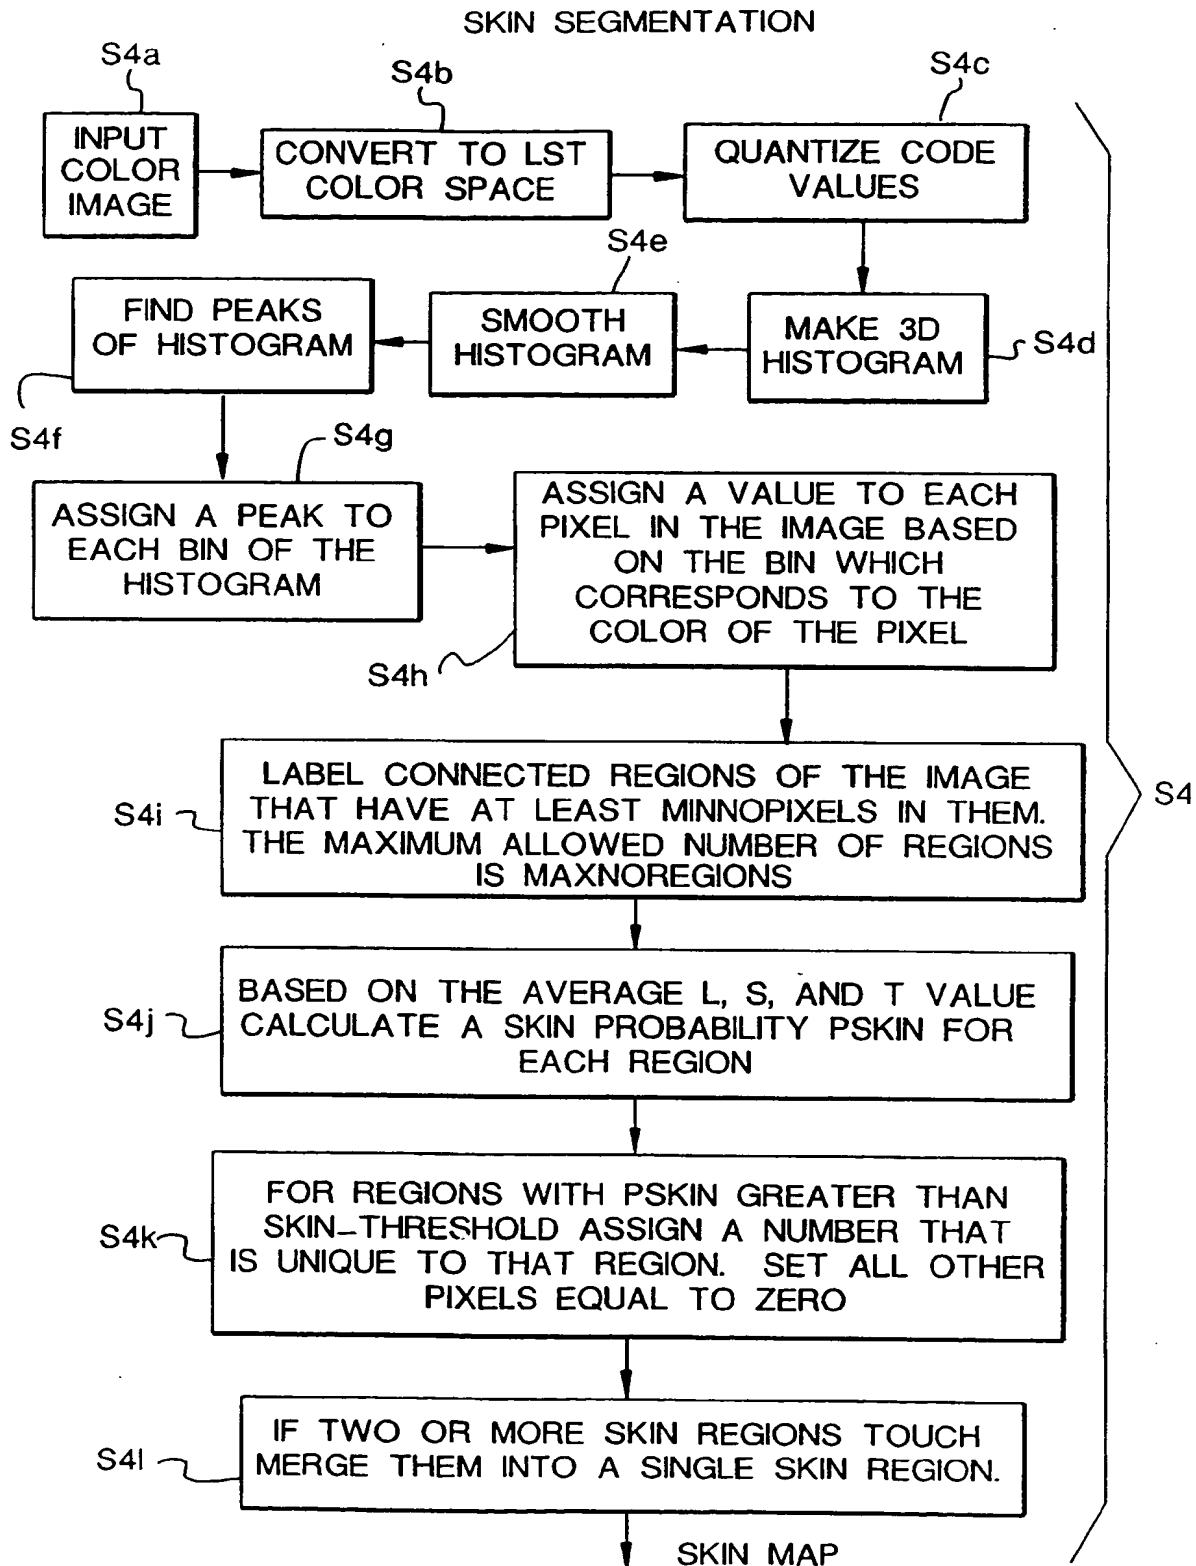 SKIN SEGMENTATION
S4a
S4b
S4c
INPUT
COLOR
IMAGE
CONVERT TO LST
COLOR SPACE
QUANTIZE CODE
VALUES
S4e
FIND PEAKS
OF HISTOGRAM
SMOOTH
HISTOGRAM
MAKE 3D
HISTOGRAM
S4d
S4f
S4g
ASSIGN A PEAK TO
EACH BIN OF THE
HISTOGRAM
ASSIGN A VALUE TO EACH
PIXEL IN THE IMAGE BASED
ON THE BIN WHICH
CORRESPONDS TO THE
COLOR OF THE PIXEL
S4h
LABEL CONNECTED REGIONS OF THE IMAGE
THAT HAVE AT LEAST MINNOPIXELS IN THEM.
THE MAXIMUM ALLOWED NUMBER OF REGIONS
IS MAXNOREGIONS
S4i
S4
BASED ON THE AVERAGE L, S, AND T VALUE
CALCULATE A SKIN PROBABILITY PSKIN FOR
EACH REGION
S4j
FOR REGIONS WITH PSKIN GREATER THAN
SKIN-THRESHOLD ASSIGN A NUMBER THAT
IS UNIQUE TO THAT REGION. SET ALL OTHER
PIXELS EQUAL TO ZERO
S4k
IF TWO OR MORE SKIN REGIONS TOUCH
MERGE THEM INTO A SINGLE SKIN REGION.
S4l
SKIN MAP